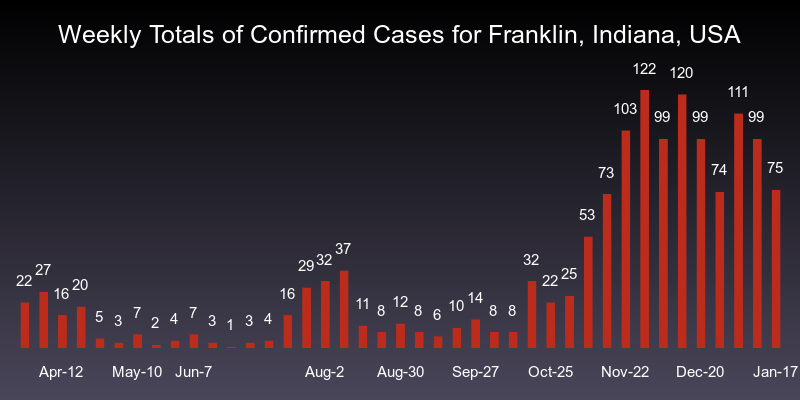 Weekly Totals of Confirmed Cases for Franklin, Indiana, USA
22 27 16 20 5 3 7 2 4 7 3 1 3 4 16 29 32 37 11 8 12 8 6 10 14 8 8 32 22 25 53 73 103 122 99 120 99 74 111 99 75
Apr-12 May-10 Jun-7 Aug-2 Aug-30 Sep-27 Oct-25 Nov-22 Dec-20 Jan-17